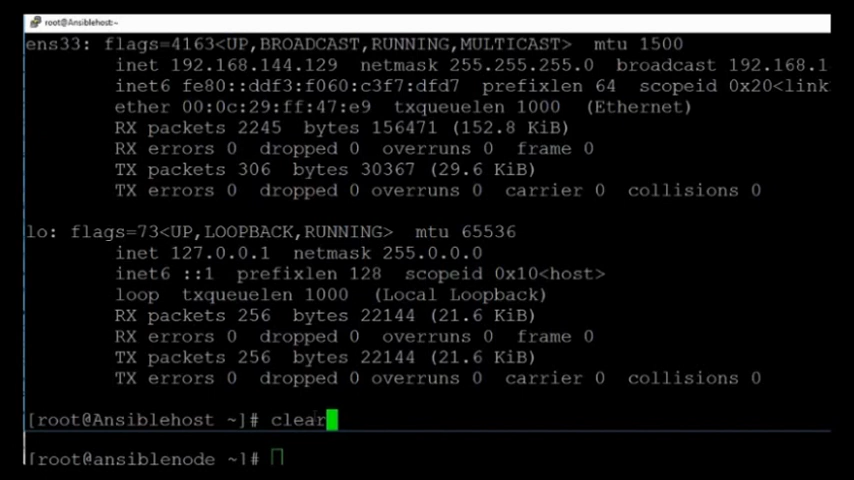 root@Ansiblehost:~
ens33: flags=4163<UP,BROADCAST,RUNNING,MULTICAST> mtu 1500
inet 192.168.144.129 netmask 255.255.255.0 broadcast 192.168.1
inet6 fe80::ddf3:f060:c3f7:dfd7 prefixlen 64 scopeid 0x20<link
ether 00:0c:29:ff:47:e9 txqueuelen 1000 (Ethernet)
RX packets 2245 bytes 156471 (152.8 KiB)
RX errors 0 dropped 0 overruns 0 frame 0
TX packets 306 bytes 30367 (29.6 KiB)
TX errors 0 dropped 0 overruns 0 carrier 0 collisions 0
lo: flags=73<UP,LOOPBACK,RUNNING> mtu 65536
inet 127.0.0.1 netmask 255.0.0.0
inet6 ::1 prefixlen 128 scopeid 0x10<host>
loop txqueuelen 1000 (Local Loopback)
RX packets 256 bytes 22144 (21.6 KiB)
RX errors 0 dropped 0 overruns 0 frame 0
TX packets 256 bytes 22144 (21.6 KiB)
TX errors 0 dropped 0 overruns 0 carrier 0 collisions 0
[root@Ansiblehost ~]# clear
[root@ansiblenode ~]#